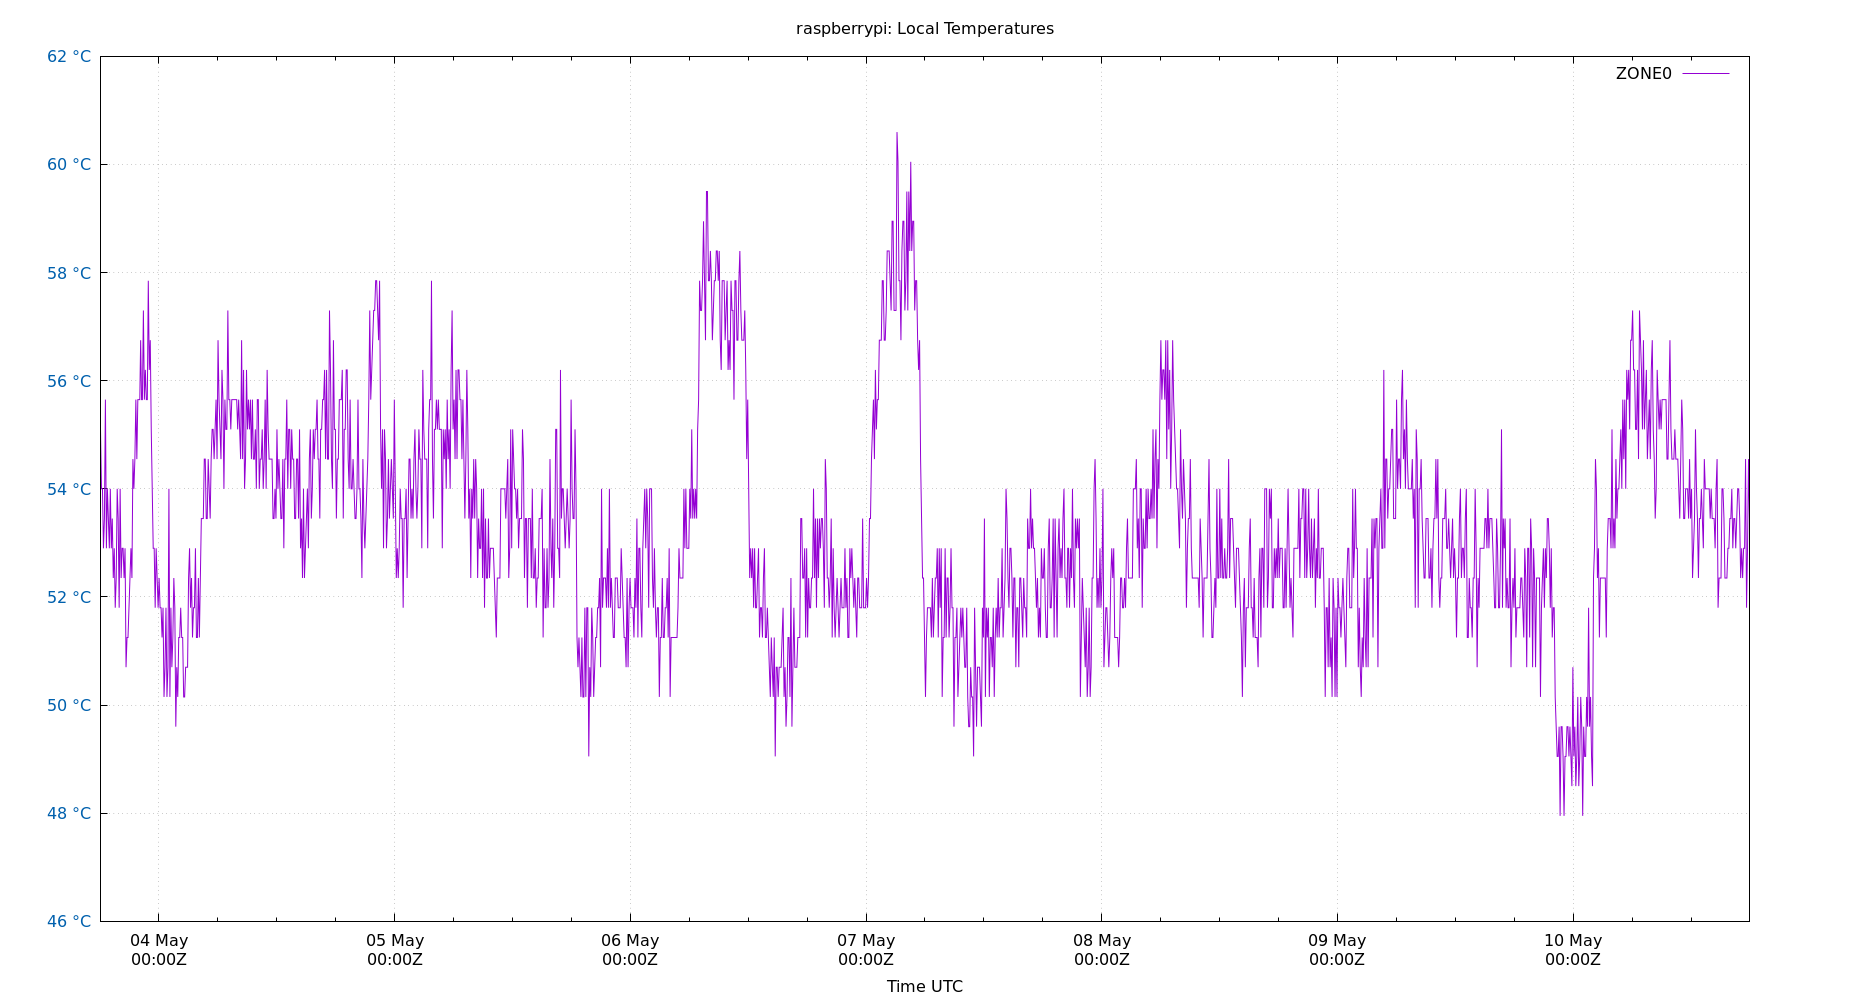 raspberrypi: Local Temperatures
62 °C
ZONE0
60 °C
58 °C
56 °C
54 °C
52 °C
50 °C
48 °C
46 °C
04 May 05 May 06 May 07 May 08 May 09 May 10 May
00:00Z 00:00Z 00:00Z 00:00Z 00:00Z 00:00Z 00:00Z
Time UTC